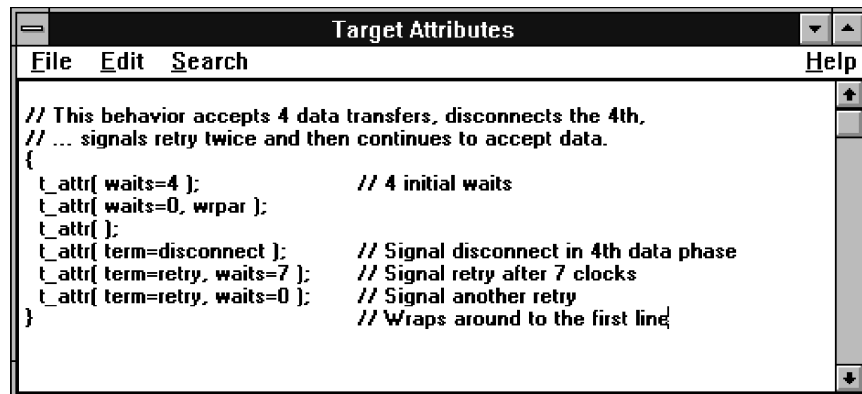 Target Attributes
File Edit Search Help
// This behavior accepts 4 data transfers, disconnects the 4th,
// ... signals retry twice and then continues to accept data.
{
t_attr( waits=4 ); // 4 initial waits
t_attr( waits=0, wrpar );
t_attr( );
t_attr( term=disconnect ); // Signal disconnect in 4th data phase
t_attr( term=retry, waits=7 ); // Signal retry after 7 clocks
t_attr( term=retry, waits=0 ); // Signal another retry
} // Wraps around to the first line